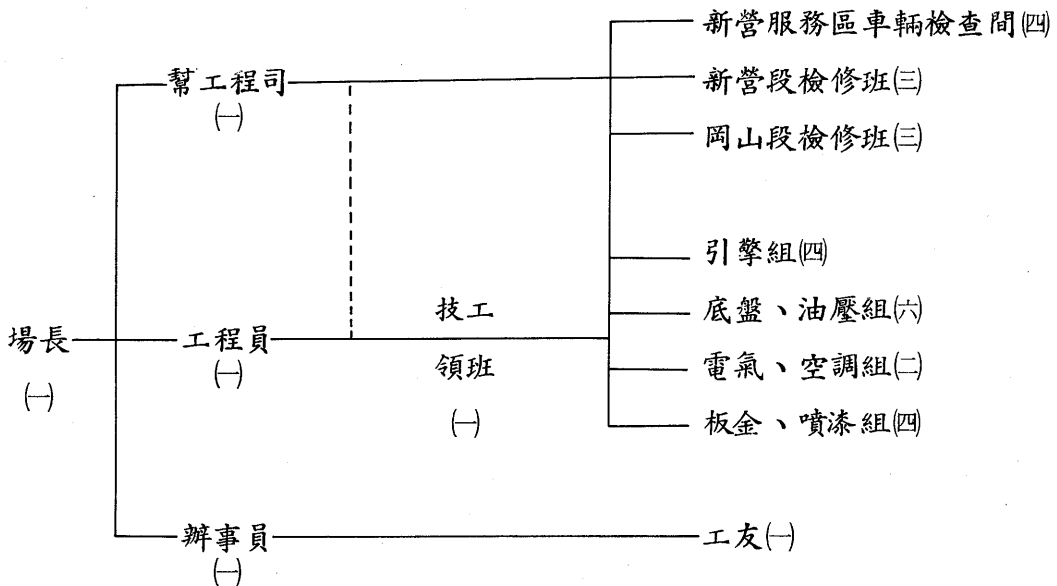 新營服務區車輛檢查間㈣
幫工程司
㈠
新營段檢修班㈢
岡山段檢修班㈢
引擎組㈣
技工
底盤、油壓組㈥
場長
㈠
工程員
㈠
領班
㈠
電氣、空調組㈡
板金、噴漆組㈣
辦事員
㈠
工友㈠